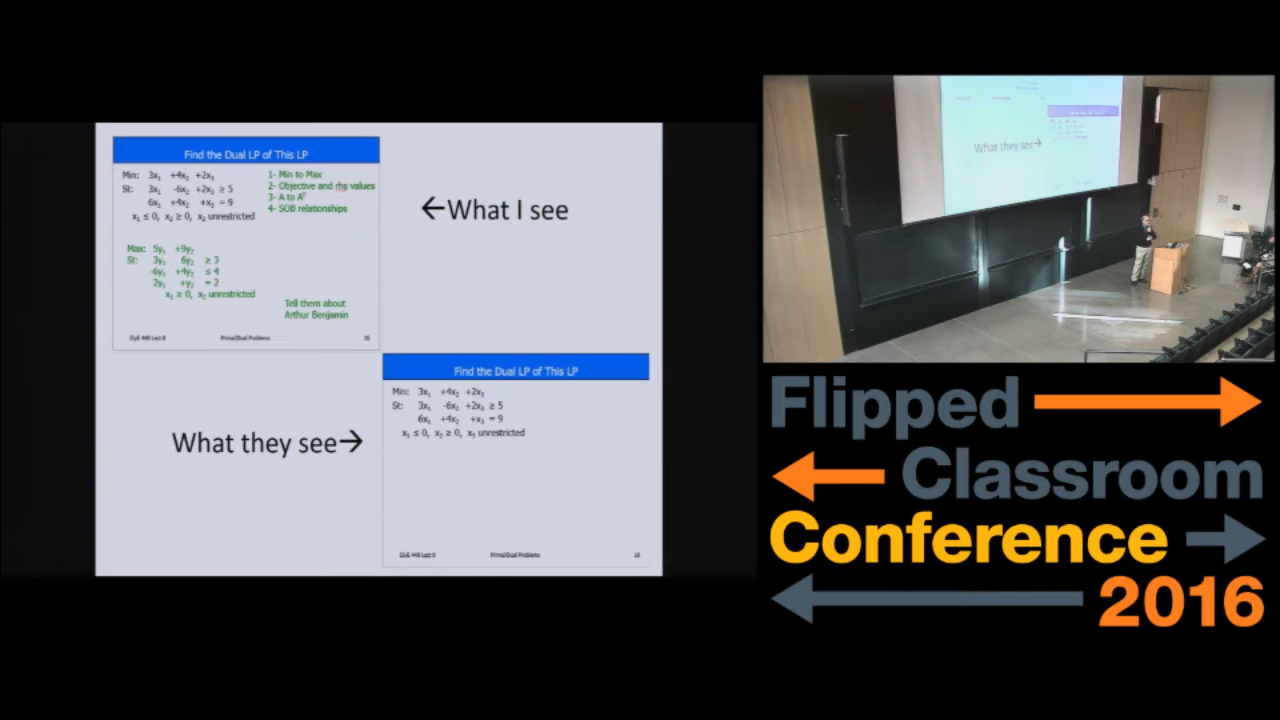 Find the Dual LP of This LP
Min: 3x₁ +4x₂ +2x₃
St: 3x₁ -6x₂ +2x₃ ≥ 5
6x₁ +4x₂ +x₃ = 9
x₁ ≤ 0, x₂ ≥ 0, x₃ unrestricted
1- Min to Max
2- Objective and rhs values
3- A to Aᵀ
4- SOB relationships
Max: 5y₁ +9y₂
St: 3y₁ 6y₂ ≥ 3
-6y₁ +4y₂ ≤ 4
2y₁ +y₂ = 2
x₁ ≥ 0, x₂ unrestricted
Tell them about
Arthur Benjamin
Primal/Dual Problems
←What I see
What they see→
Find the Dual LP of This LP
Min: 3x₁ +4x₂ +2x₃
St: 3x₁ -6x₂ +2x₃ ≥ 5
6x₁ +4x₂ +x₃ = 9
x₁ ≤ 0, x₂ ≥ 0, x₃ unrestricted
Primal/Dual Problems
What they see→
Flipped
Classroom
Conference
2016